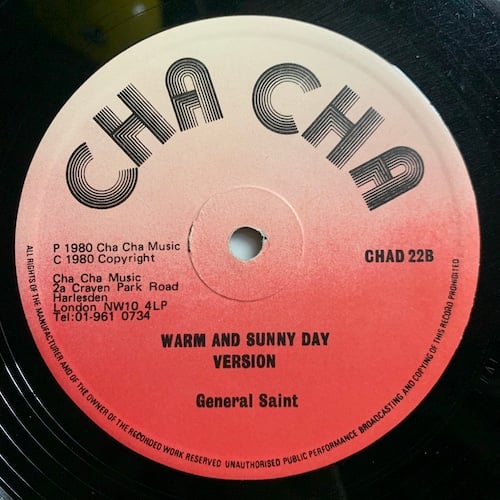 CHA CHA
P 1980 Cha Cha Music
C 1980 Copyright
CHAD 22B
Cha Cha Music
2a Craven Park Road
Harlesden
London NW10 4LP
Tel:01-961 0734
WARM AND SUNNY DAY
VERSION
General Saint
ALL RIGHTS OF THE MANUFACTURER AND OF THE OWNER OF THE RECORDED WORK RESERVED UNAUTHORISED PUBLIC PERFORMANCE BROADCASTING AND COPYING OF THIS RECORD PROHIBITED